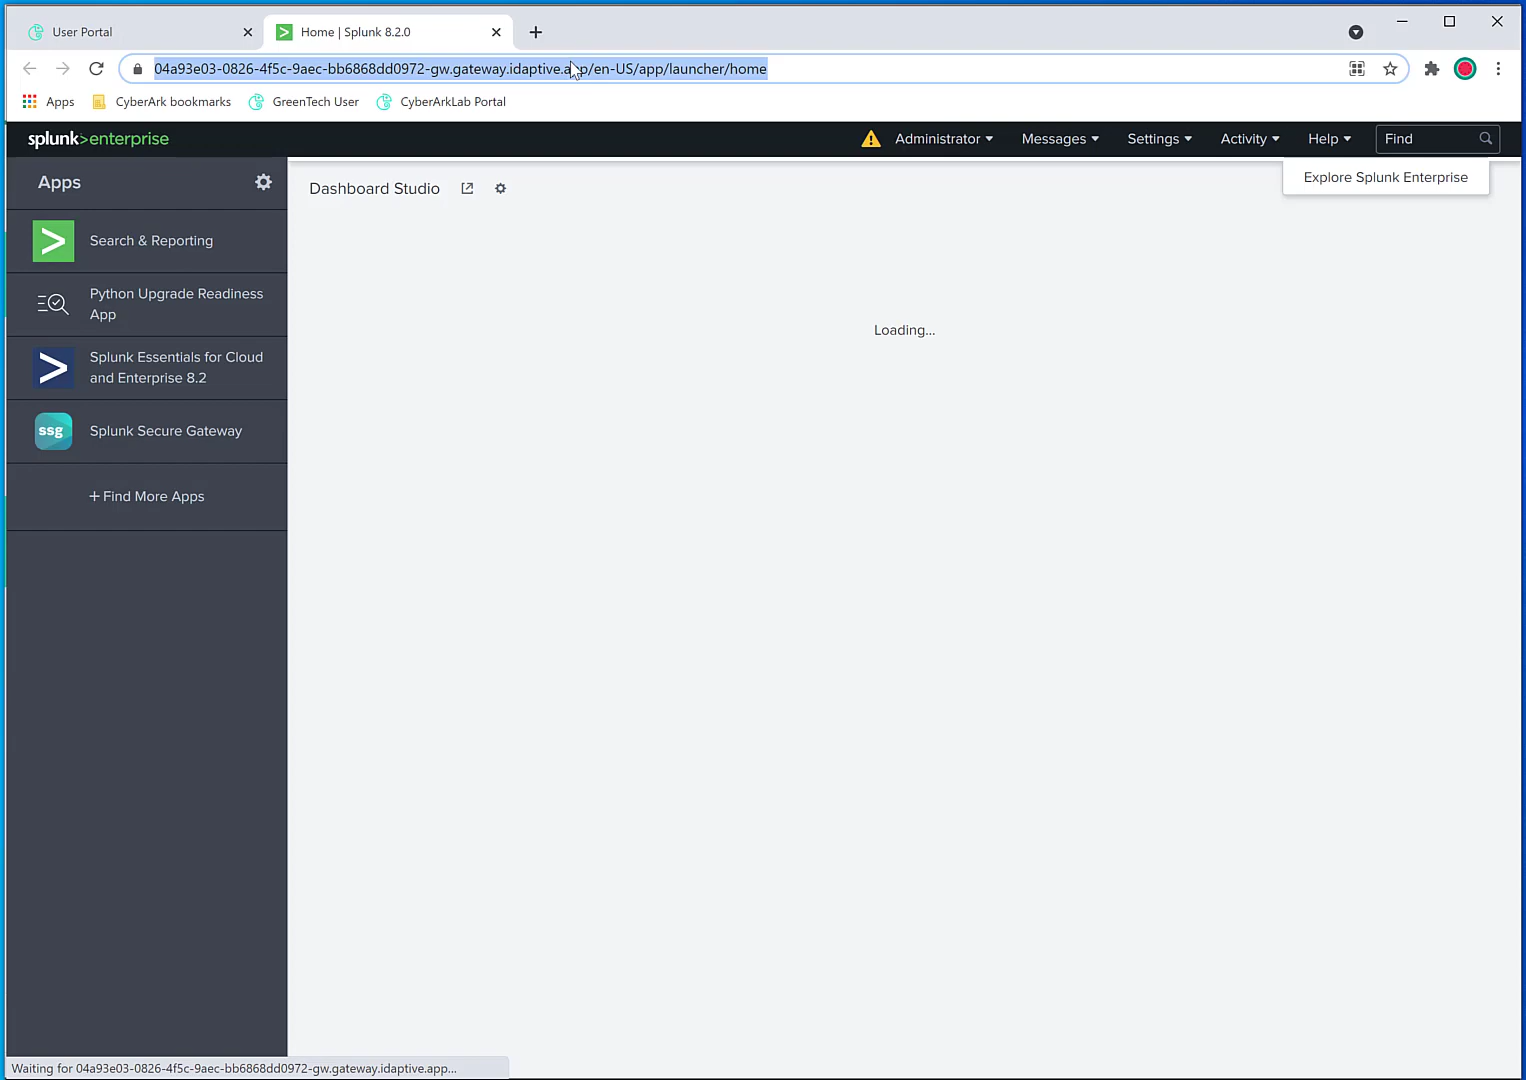 User Portal
Home | Splunk 8.2.0
04a93e03-0826-4f5c-9aec-bb6868dd0972-gw.gateway.idaptive.app/en-US/app/launcher/home
Apps
CyberArk bookmarks
GreenTech User
CyberArkLab Portal
splunk>enterprise
Administrator
Messages
Settings
Activity
Help
Find
Apps
Dashboard Studio
Explore Splunk Enterprise
Search & Reporting
Python Upgrade Readiness
App
Loading...
Splunk Essentials for Cloud
and Enterprise 8.2
ssg
Splunk Secure Gateway
+ Find More Apps
Waiting for 04a93e03-0826-4f5c-9aec-bb6868dd0972-gw.gateway.idaptive.app...